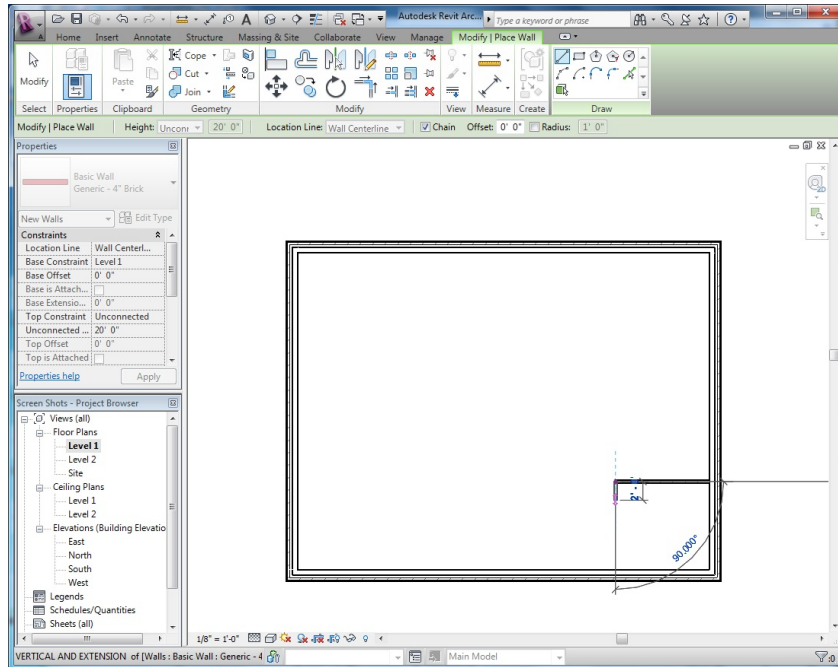 Autodesk Revit Arc...
Type a keyword or phrase
Home Insert Annotate Structure Massing & Site Collaborate View Manage Modify | Place Wall
Modify
Properties
Paste
Cope
Cut
Join
Select Properties Clipboard Geometry Modify View Measure Create Draw
Modify | Place Wall Height: Unconr 20' 0" Location Line: Wall Centerline Chain Offset: 0' 0" Radius: 1' 0"
Properties
Basic Wall
Generic - 4" Brick
New Walls Edit Type
Constraints
Location Line Wall Centerl...
Base Constraint Level 1
Base Offset 0' 0"
Base is Attach...
Base Extensio... 0' 0"
Top Constraint Unconnected
Unconnected ... 20' 0"
Top Offset 0' 0"
Top is Attached
Properties help Apply
Screen Shots - Project Browser
Views (all)
Floor Plans
Level 1
Level 2
Site
Ceiling Plans
Level 1
Level 2
Elevations (Building Elevatio
East
North
South
West
Legends
Schedules/Quantities
Sheets (all)
90.000°
1/8" = 1'-0"
VERTICAL AND EXTENSION of [Walls : Basic Wall : Generic - 4
Main Model
:0